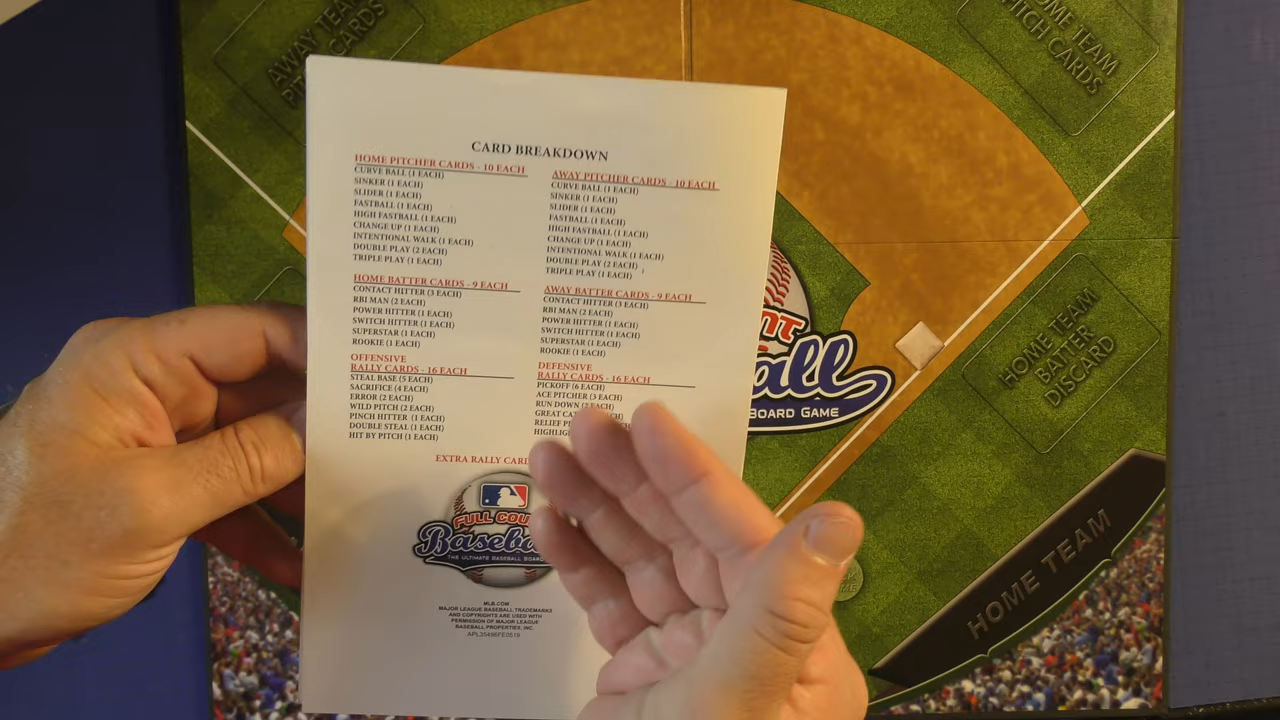 AWAY TEAM
CARDS
HOME TEAM
PITCH CARDS
CARD BREAKDOWN
HOME PITCHER CARDS - 10 EACH
CURVE BALL (1 EACH)
SINKER (1 EACH)
SLIDER (1 EACH)
FASTBALL (1 EACH)
HIGH FASTBALL (1 EACH)
CHANGE UP (1 EACH)
INTENTIONAL WALK (1 EACH)
DOUBLE PLAY (2 EACH)
TRIPLE PLAY (1 EACH)
HOME BATTER CARDS - 9 EACH
CONTACT HITTER (3 EACH)
RBI MAN (2 EACH)
POWER HITTER (1 EACH)
SWITCH HITTER (1 EACH)
SUPERSTAR (1 EACH)
ROOKIE (1 EACH)
OFFENSIVE
RALLY CARDS - 16 EACH
STEAL BASE (5 EACH)
SACRIFICE (4 EACH)
ERROR (2 EACH)
WILD PITCH (2 EACH)
PINCH HITTER (1 EACH)
DOUBLE STEAL (1 EACH)
HIT BY PITCH (1 EACH)
AWAY PITCHER CARDS - 10 EACH
CURVE BALL (1 EACH)
SINKER (1 EACH)
SLIDER (1 EACH)
FASTBALL (1 EACH)
HIGH FASTBALL (1 EACH)
CHANGE UP (1 EACH)
INTENTIONAL WALK (1 EACH)
DOUBLE PLAY (2 EACH)
TRIPLE PLAY (1 EACH)
AWAY BATTER CARDS - 9 EACH
CONTACT HITTER (3 EACH)
RBI MAN (2 EACH)
POWER HITTER (1 EACH)
SWITCH HITTER (1 EACH)
SUPERSTAR (1 EACH)
ROOKIE (1 EACH)
DEFENSIVE
RALLY CARDS - 16 EACH
PICKOFF (6 EACH)
ACE PITCHER (3 EACH)
RUN DOWN (2 EACH)
GREAT
RELIEF
EXTRA RALLY
FULL
Baseba
THE ULTIMATE BASEBALL BOARD
MLB.COM
MAJOR LEAGUE BASEBALL TRADEMARKS
AND COPYRIGHTS ARE USED WITH
PERMISSION OF MAJOR LEAGUE
BASEBALL PROPERTIES, INC.
APL35496FE0519
all
BOARD GAME
HOME TEAM
BATTER
DISCARD
HOME TEAM